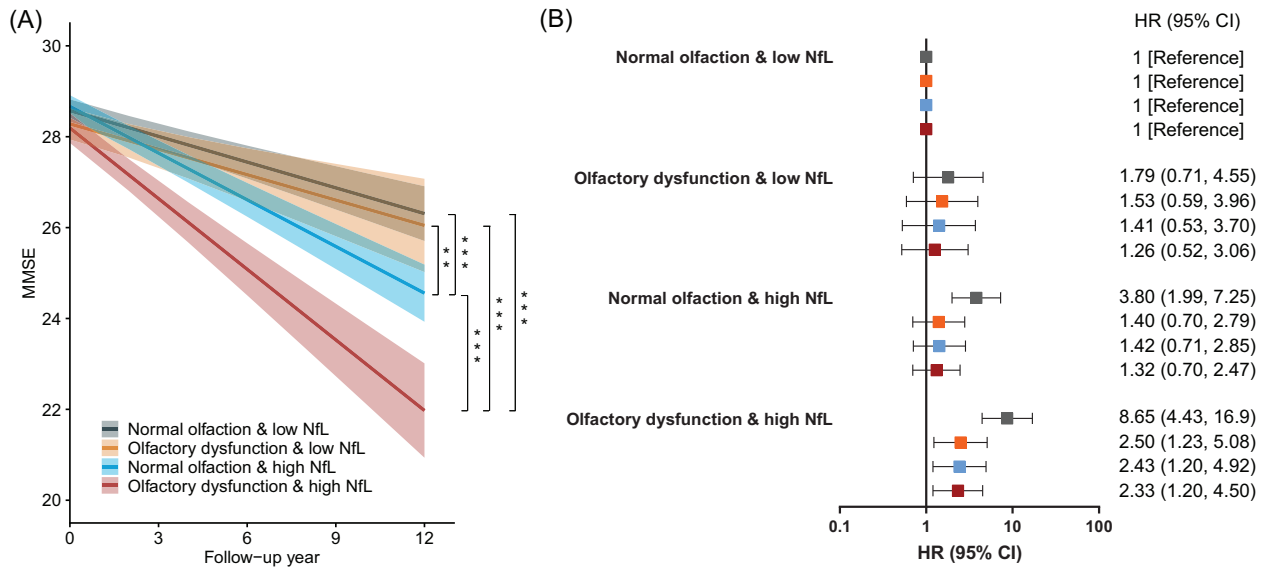 (A)
30
28
26
24
22
20
MMSE
0
3
6
9
12
Follow-up year
Normal olfaction & low NfL
Olfactory dysfunction & low NfL
Normal olfaction & high NfL
Olfactory dysfunction & high NfL
**
***
***
***
***
(B)
HR (95% CI)
Normal olfaction & low NfL
1 [Reference]
1 [Reference]
1 [Reference]
1 [Reference]
Olfactory dysfunction & low NfL
1.79 (0.71, 4.55)
1.53 (0.59, 3.96)
1.41 (0.53, 3.70)
1.26 (0.52, 3.06)
Normal olfaction & high NfL
3.80 (1.99, 7.25)
1.40 (0.70, 2.79)
1.42 (0.71, 2.85)
1.32 (0.70, 2.47)
Olfactory dysfunction & high NfL
8.65 (4.43, 16.9)
2.50 (1.23, 5.08)
2.43 (1.20, 4.92)
2.33 (1.20, 4.50)
0.1
1
10
100
HR (95% CI)